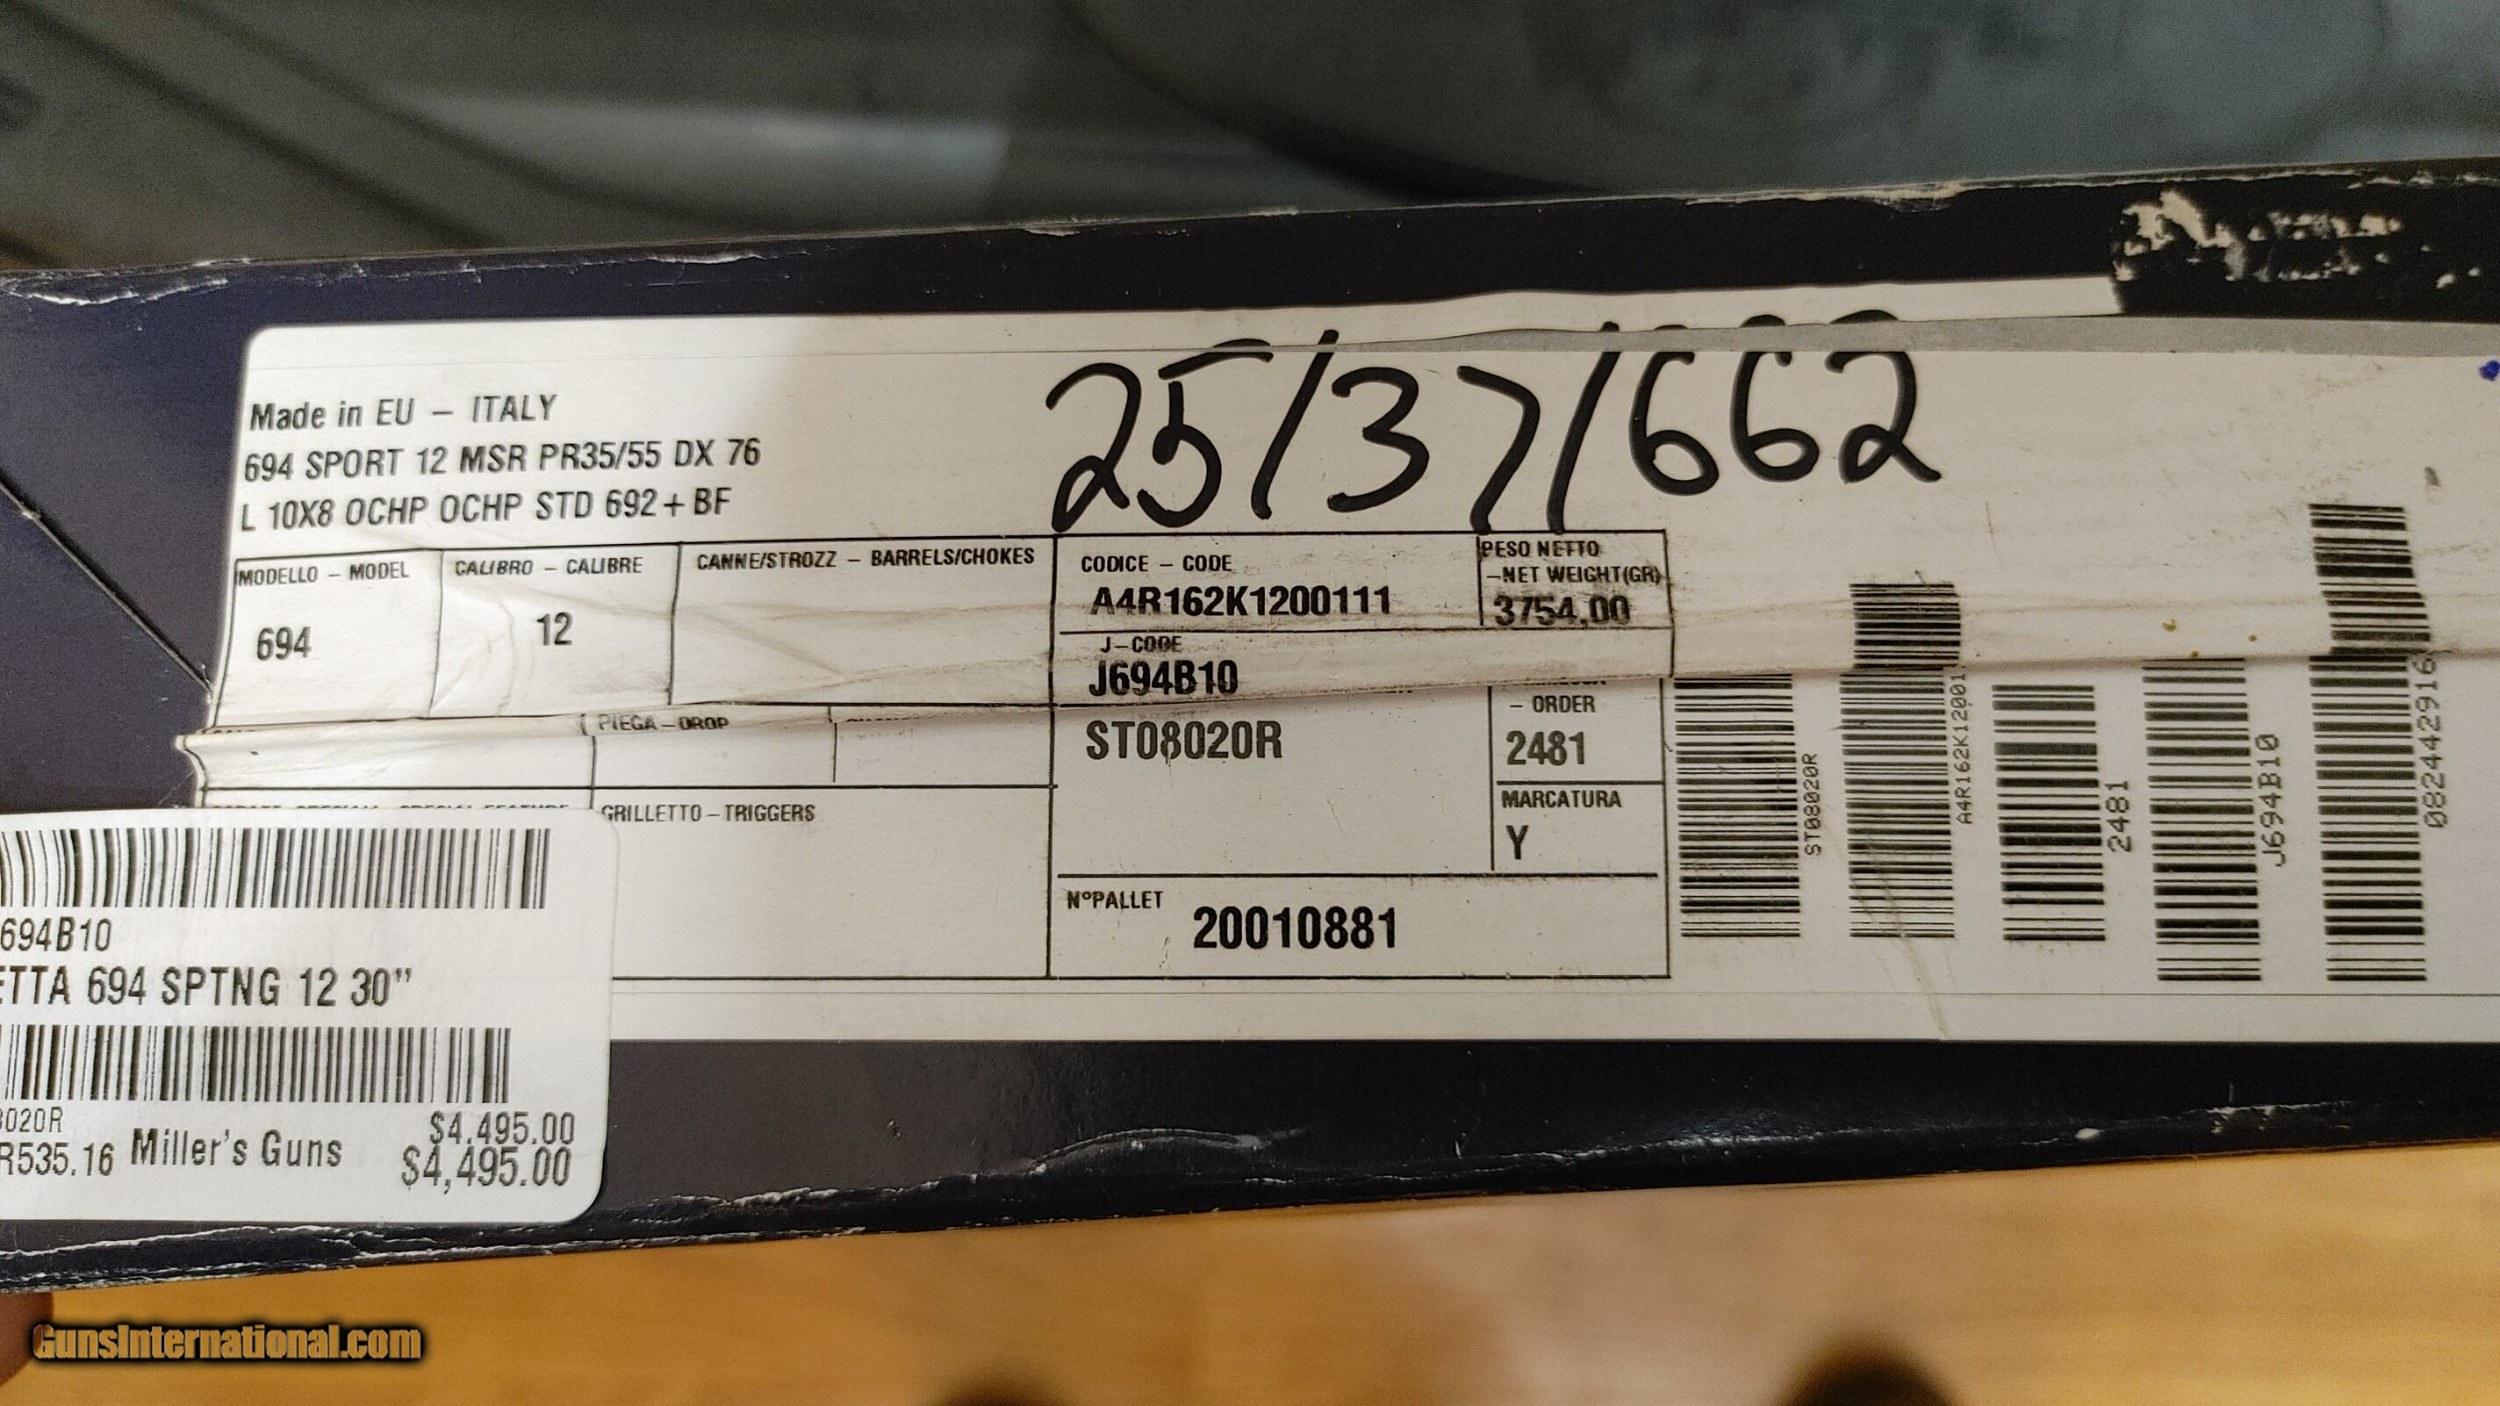 25/37/662
Made in EU – ITALY
694 SPORT 12 MSR PR35/55 DX 76
L 10X8 OCHP OCHP STD 692+ BF
MODELLO – MODEL
694
CALIBRO – CALIBRE
12
CANNE/STROZZ – BARRELS/CHOKES
CODICE – CODE
A4R162K1200111
PESO NETTO
-NET WEIGHT(GR)
3754,00
J-CODE
J694B10
PIEGA-DROP
ST08020R
- ORDER
2481
GRILLETTO-TRIGGERS
MARCATURA
Y
N°PALLET
20010881
ST08020R
A4R162K12001
2481
J694B10
082442916
694B10
ETTA 694 SPTNG 12 30"
8020R
R535.16
Miller's Guns
$4.495.00
$4,495.00
GunsInternational.com